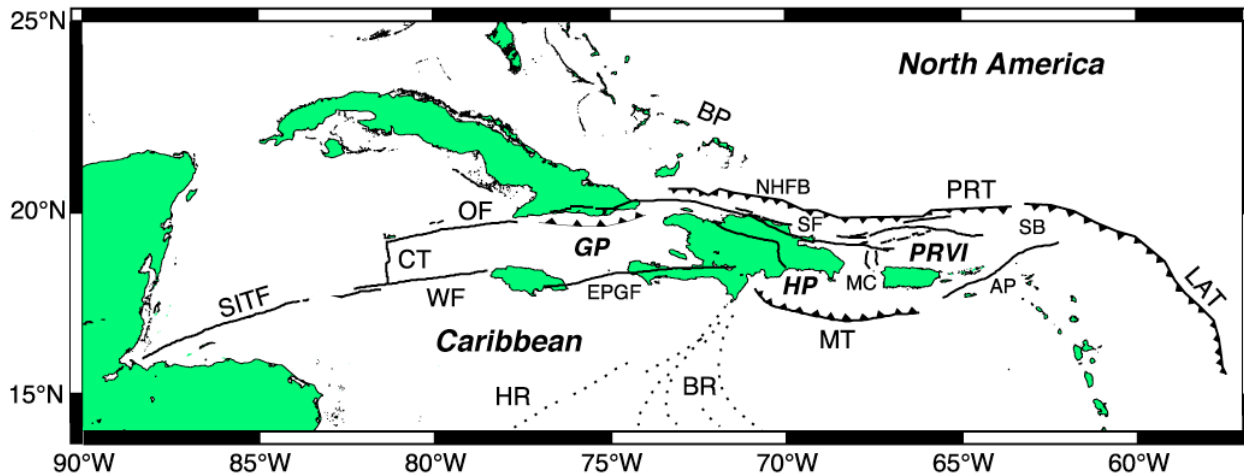 25°N
North America
BP
NHFB
PRT
20°N
OF
SF
SB
GP
PRVI
CT
HP
MC
AP
SITF
WF
EPGF
LAT
Caribbean
MT
15°N
HR
BR
90°W
85°W
80°W
75°W
70°W
65°W
60°W